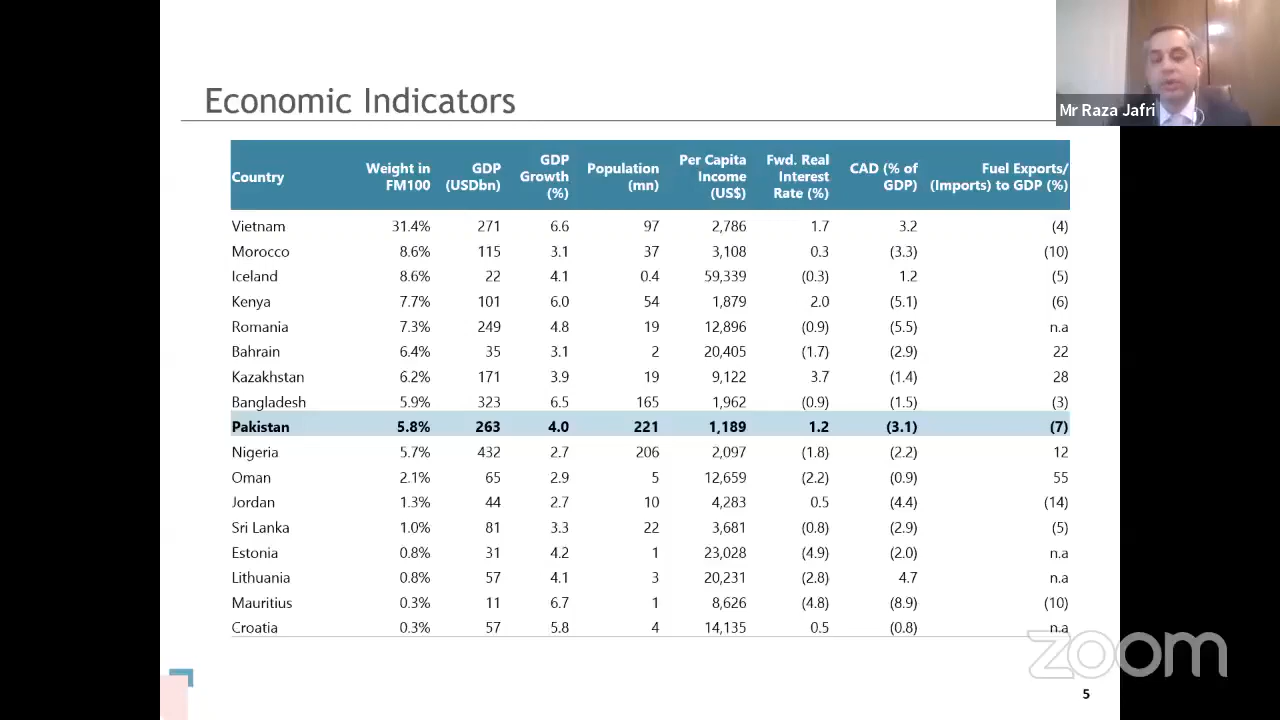 Mr Raza Jafri
Economic Indicators
Country Weight in FM100 GDP (USDbn) GDP Growth (%) Population (mn) Per Capita Income (US$) Fwd. Real Interest Rate (%) CAD (% of GDP) Fuel Exports/ (Imports) to GDP (%)
Vietnam 31.4% 271 6.6 97 2,786 1.7 3.2 (4)
Morocco 8.6% 115 3.1 37 3,108 0.3 (3.3) (10)
Iceland 8.6% 22 4.1 0.4 59,339 (0.3) 1.2 (5)
Kenya 7.7% 101 6.0 54 1,879 2.0 (5.1) (6)
Romania 7.3% 249 4.8 19 12,896 (0.9) (5.5) n.a
Bahrain 6.4% 35 3.1 2 20,405 (1.7) (2.9) 22
Kazakhstan 6.2% 171 3.9 19 9,122 3.7 (1.4) 28
Bangladesh 5.9% 323 6.5 165 1,962 (0.9) (1.5) (3)
Pakistan 5.8% 263 4.0 221 1,189 1.2 (3.1) (7)
Nigeria 5.7% 432 2.7 206 2,097 (1.8) (2.2) 12
Oman 2.1% 65 2.9 5 12,659 (2.2) (0.9) 55
Jordan 1.3% 44 2.7 10 4,283 0.5 (4.4) (14)
Sri Lanka 1.0% 81 3.3 22 3,681 (0.8) (2.9) (5)
Estonia 0.8% 31 4.2 1 23,028 (4.9) (2.0) n.a
Lithuania 0.8% 57 4.1 3 20,231 (2.8) 4.7 n.a
Mauritius 0.3% 11 6.7 1 8,626 (4.8) (8.9) (10)
Croatia 0.3% 57 5.8 4 14,135 0.5 (0.8) n.a
zoom
5